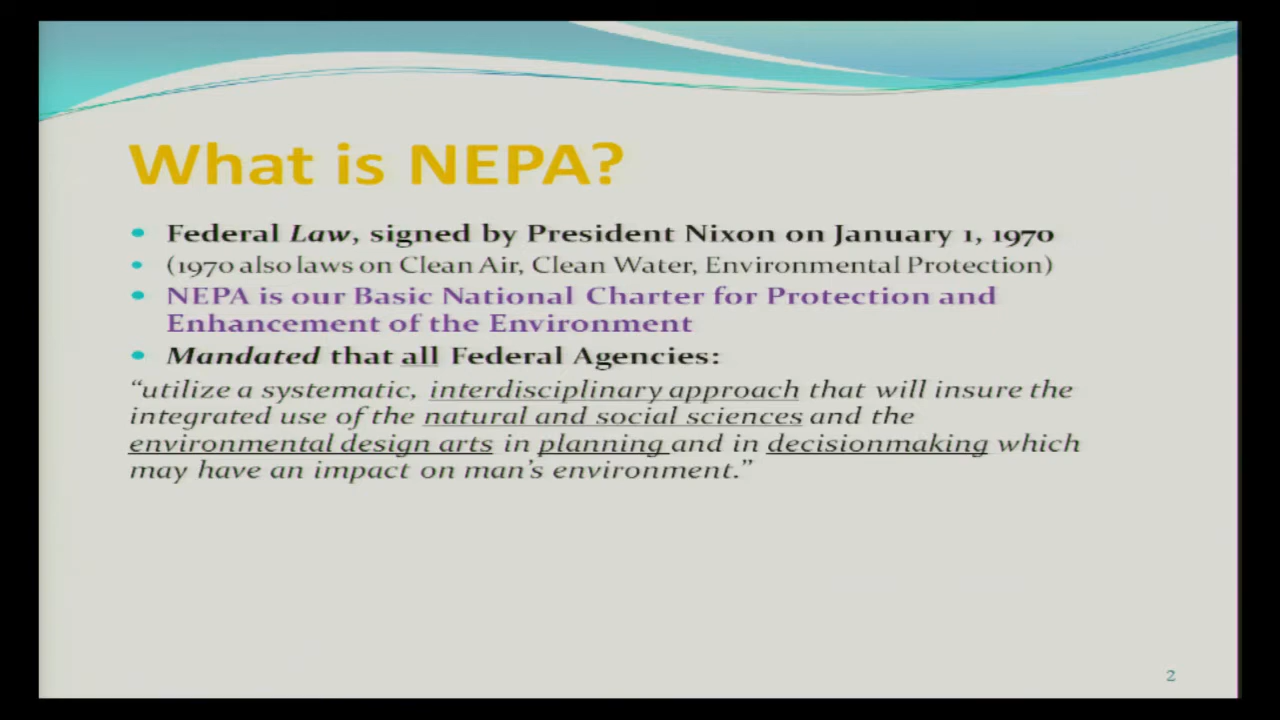 What is NEPA?
• Federal Law, signed by President Nixon on January 1, 1970
• (1970 also laws on Clean Air, Clean Water, Environmental Protection)
• NEPA is our Basic National Charter for Protection and
Enhancement of the Environment
• Mandated that all Federal Agencies:
“utilize a systematic, interdisciplinary approach that will insure the
integrated use of the natural and social sciences and the
environmental design arts in planning and in decisionmaking which
may have an impact on man’s environment.”
2